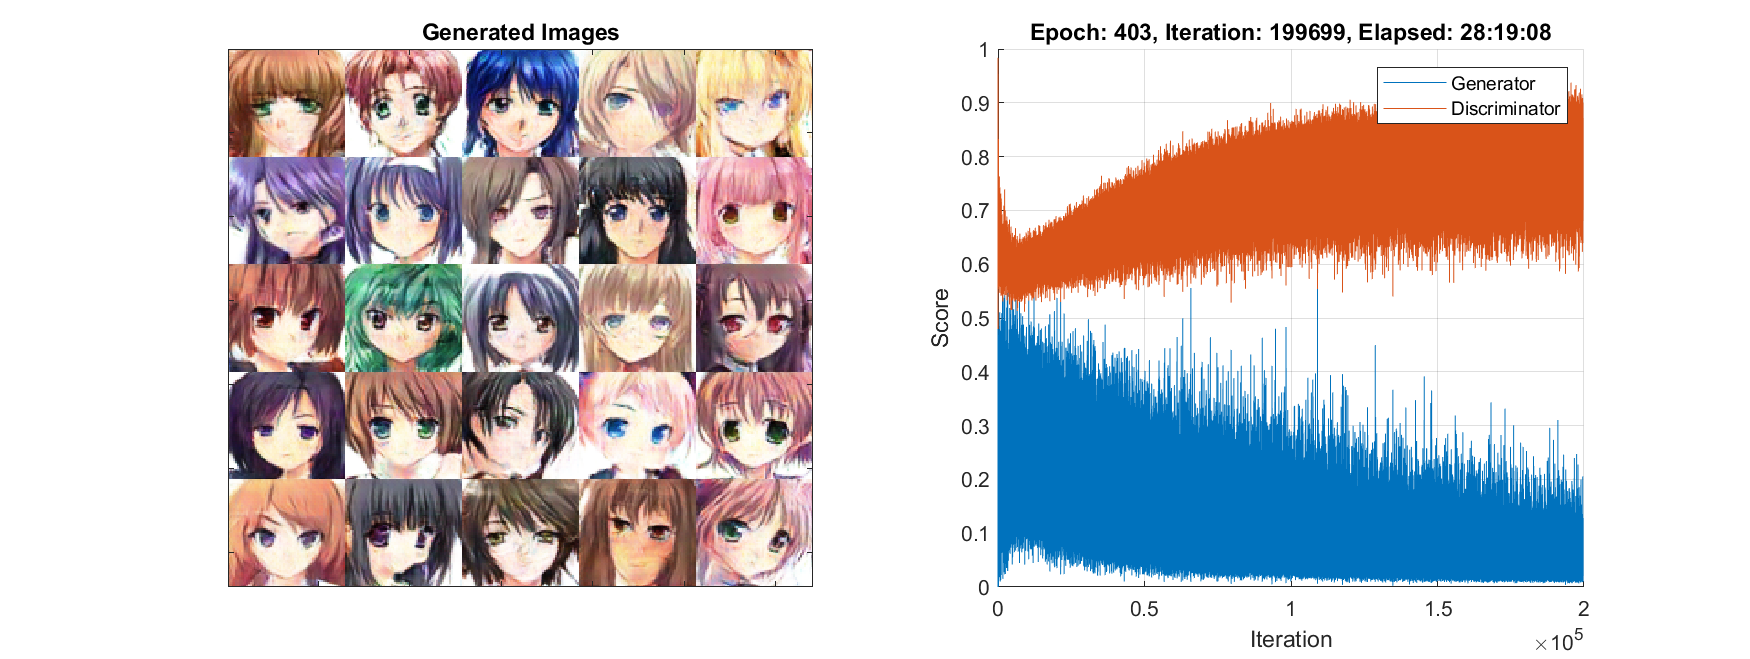 Generated Images
Epoch: 403, Iteration: 199699, Elapsed: 28:19:08
Generator
Discriminator
Score
1
0.9
0.8
0.7
0.6
0.5
0.4
0.3
0.2
0.1
0
0 0.5 1 1.5 2
Iteration
×10⁵